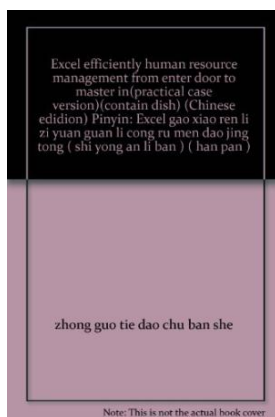 Excel efficiently human resource
management from enter door to
master in(practical case
version)(contain dish) (Chinese
edidion) Pinyin: Excel gao xiao ren li
zi yuan guan li cong ru men dao jing
tong ( shi yong an li ban ) ( han pan )
zhong guo tie dao chu ban she
Note: This is not the actual book cover